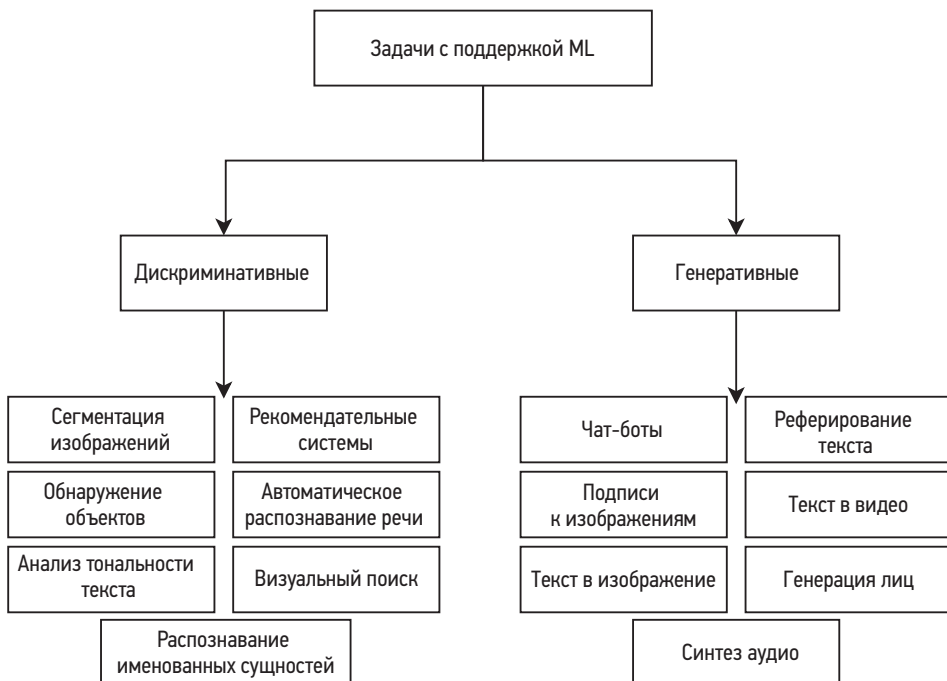 Задачи с поддержкой ML
Дискриминативные
Генеративные
Сегментация
изображений
Рекомендательные
системы
Обнаружение
объектов
Автоматическое
распознавание речи
Анализ тональности
текста
Визуальный поиск
Распознавание
именованных сущностей
Чат-боты
Реферирование
текста
Подписи
к изображениям
Текст в видео
Текст в изображение
Генерация лиц
Синтез аудио